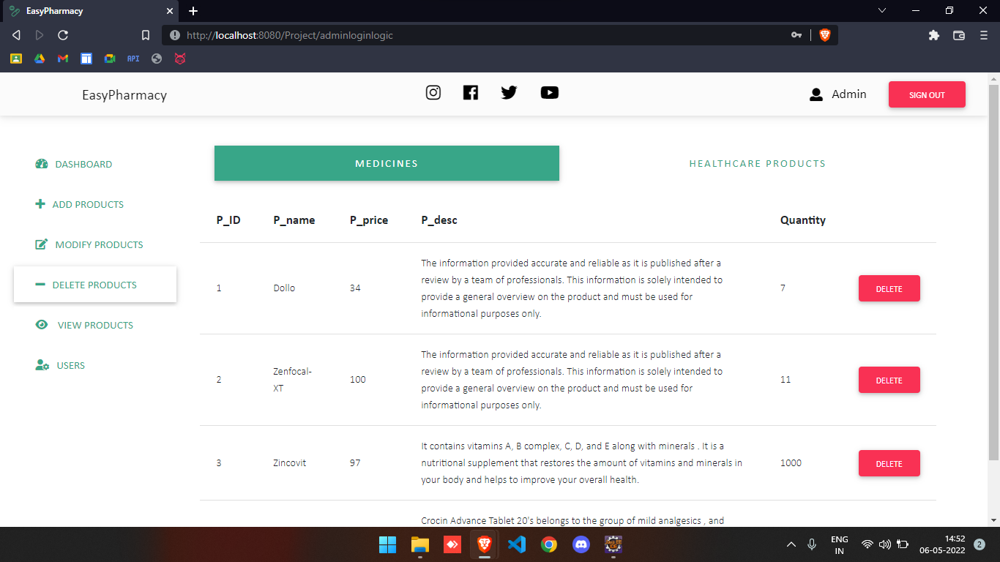 EasyPharmacy
http://localhost:8080/Project/adminloginlogic
API
EasyPharmacy
Admin
SIGN OUT
DASHBOARD
ADD PRODUCTS
MODIFY PRODUCTS
DELETE PRODUCTS
VIEW PRODUCTS
USERS
MEDICINES
HEALTHCARE PRODUCTS
P_ID P_name P_price P_desc Quantity
The information provided accurate and reliable as it is published after a
review by a team of professionals. This information is solely intended to
1 Dollo 34 7 DELETE
provide a general overview on the product and must be used for
informational purposes only.
The information provided accurate and reliable as it is published after a
review by a team of professionals. This information is solely intended to
2 Zenfocal-
XT 100 11 DELETE
provide a general overview on the product and must be used for
informational purposes only.
It contains vitamins A, B complex, C, D, and E along with minerals . It is a
3 Zincovit 97 nutritional supplement that restores the amount of vitamins and minerals in 1000 DELETE
your body and helps to improve your overall health.
Crocin Advance Tablet 20's belongs to the group of mild analgesics , and
Java EE
IDE
ENG
IN
14:52
06-05-2022
2